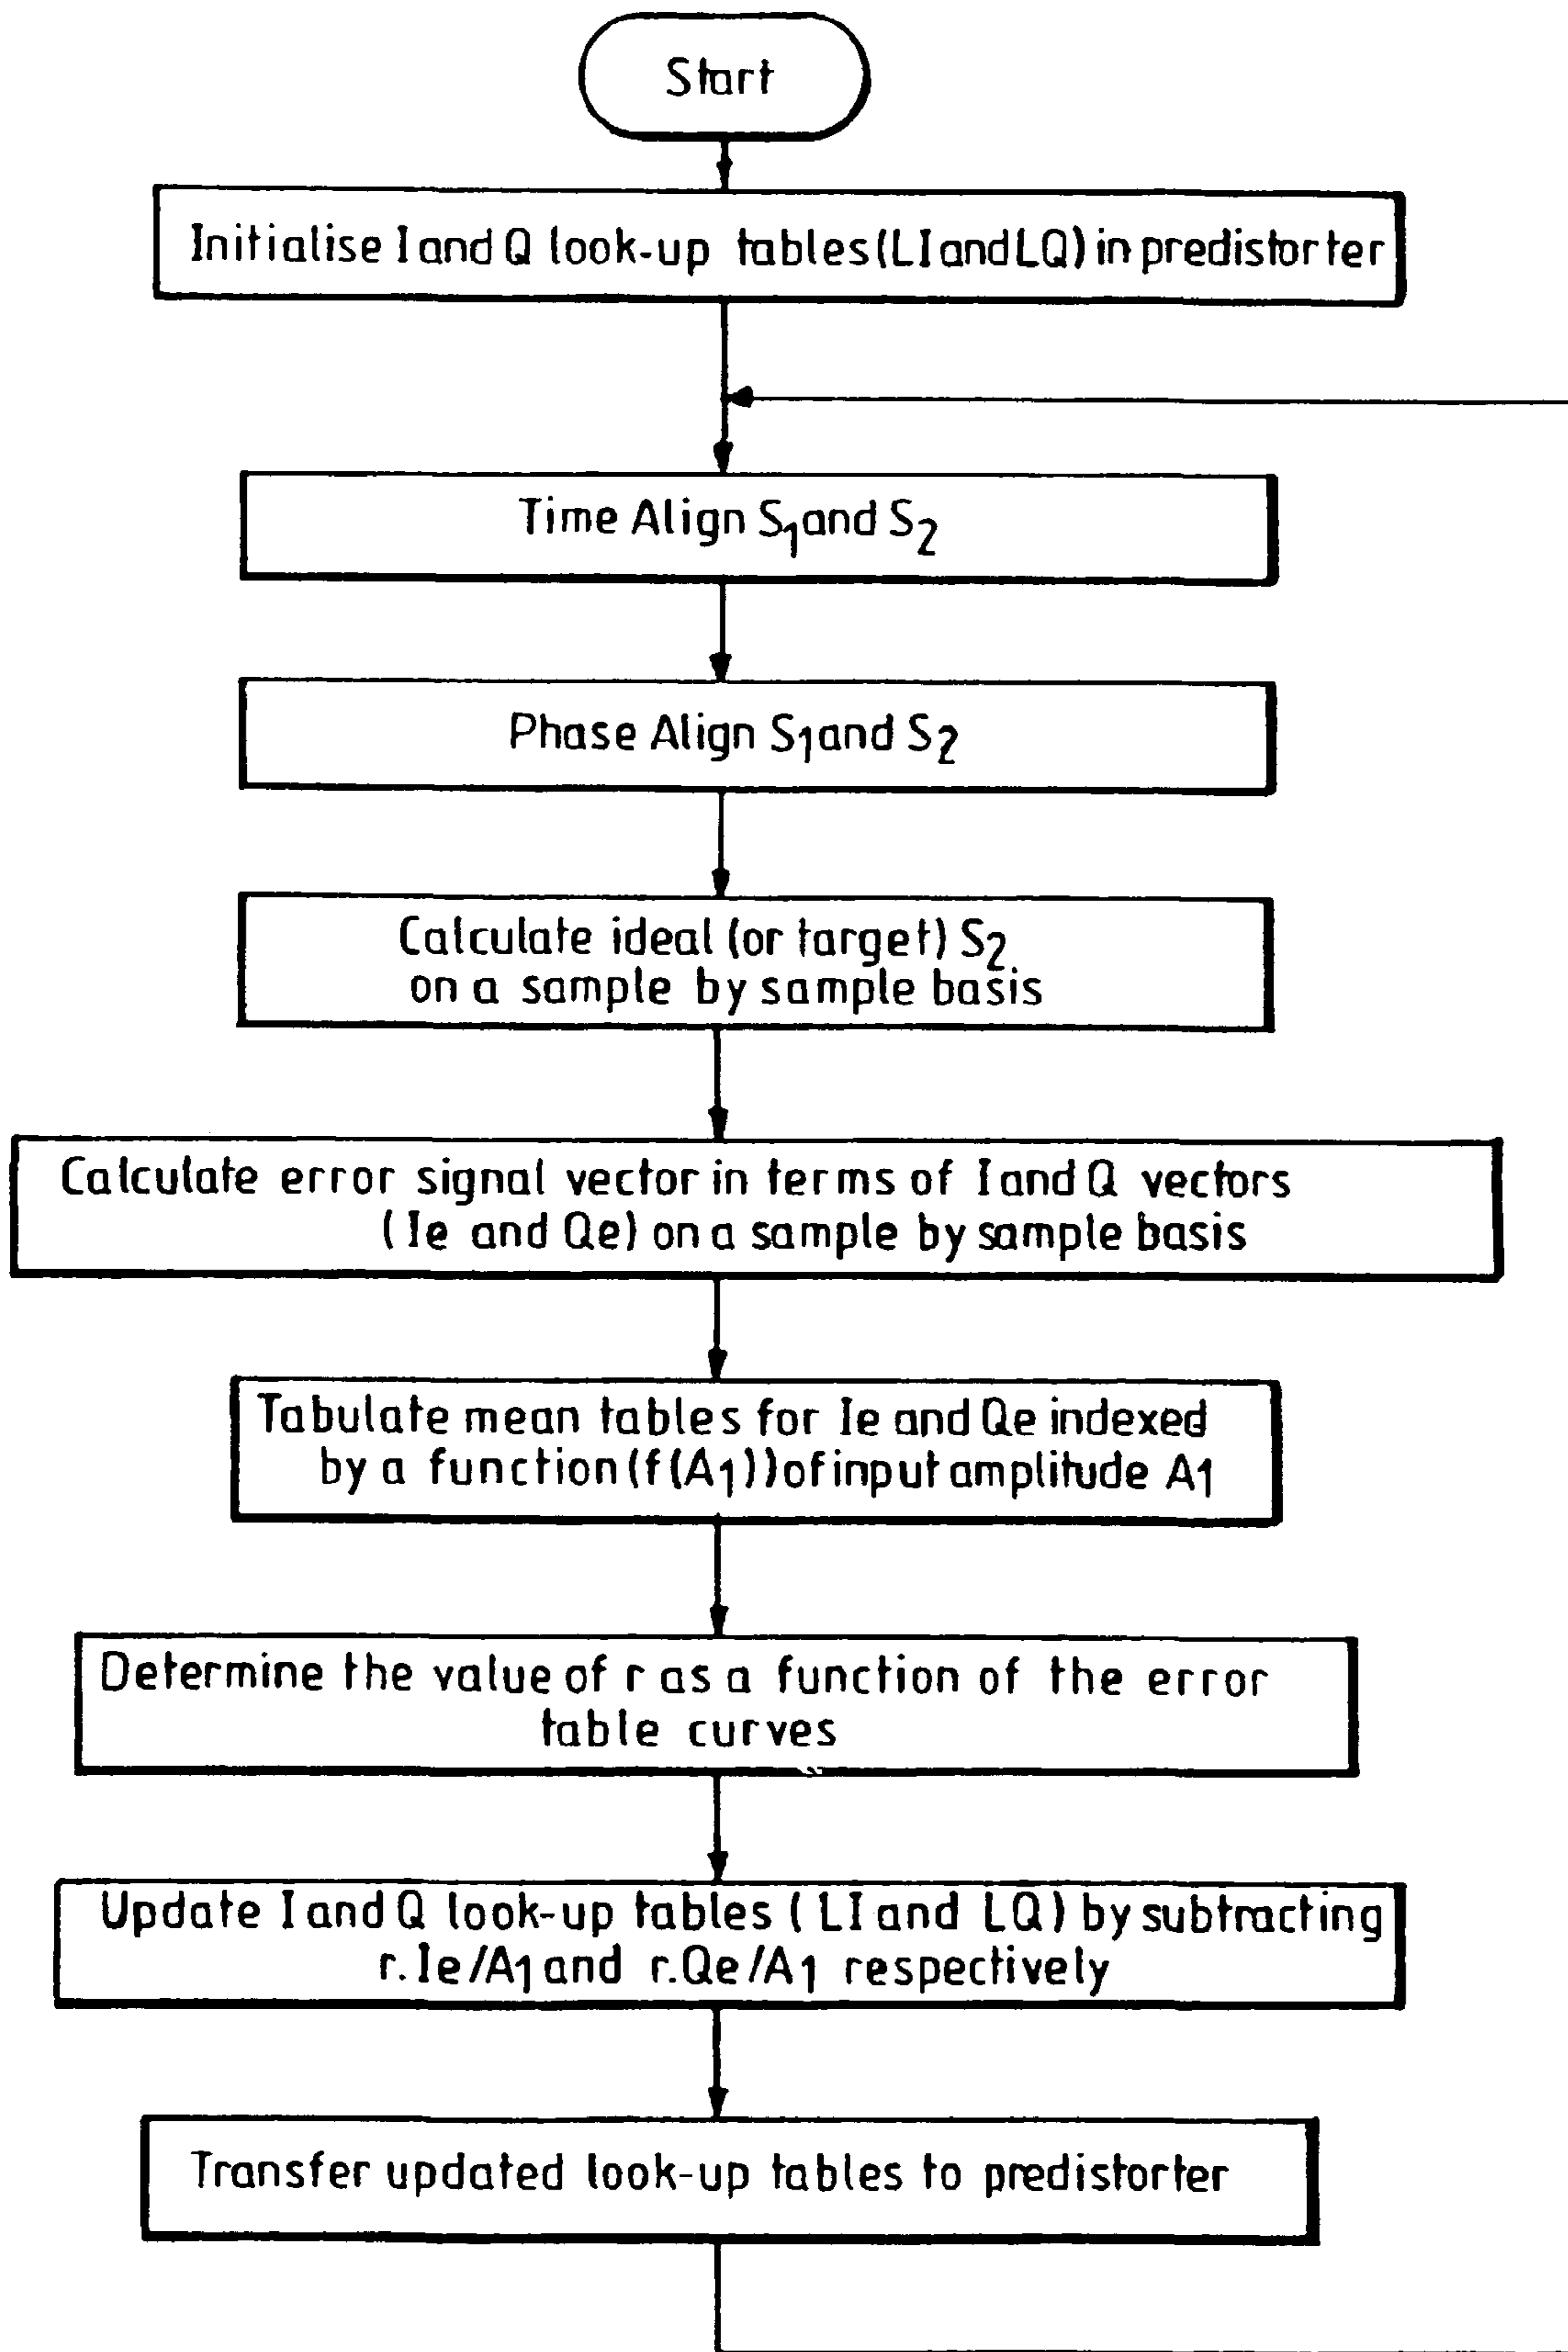 Start
Initialise I and Q look-up tables (LI and LQ) in predistorter
Time Align S1 and S2
Phase Align S1 and S2
Calculate ideal (or target) S2
on a sample by sample basis
Calculate error signal vector in terms of I and Q vectors
(Ie and Qe) on a sample by sample basis
Tabulate mean tables for Ie and Qe indexed
by a function (f(A1)) of input amplitude A1
Determine the value of r as a function of the error
table curves
Update I and Q look-up tables (LI and LQ) by subtracting
r.Ie/A1 and r.Qe/A1 respectively
Transfer updated look-up tables to predistorter